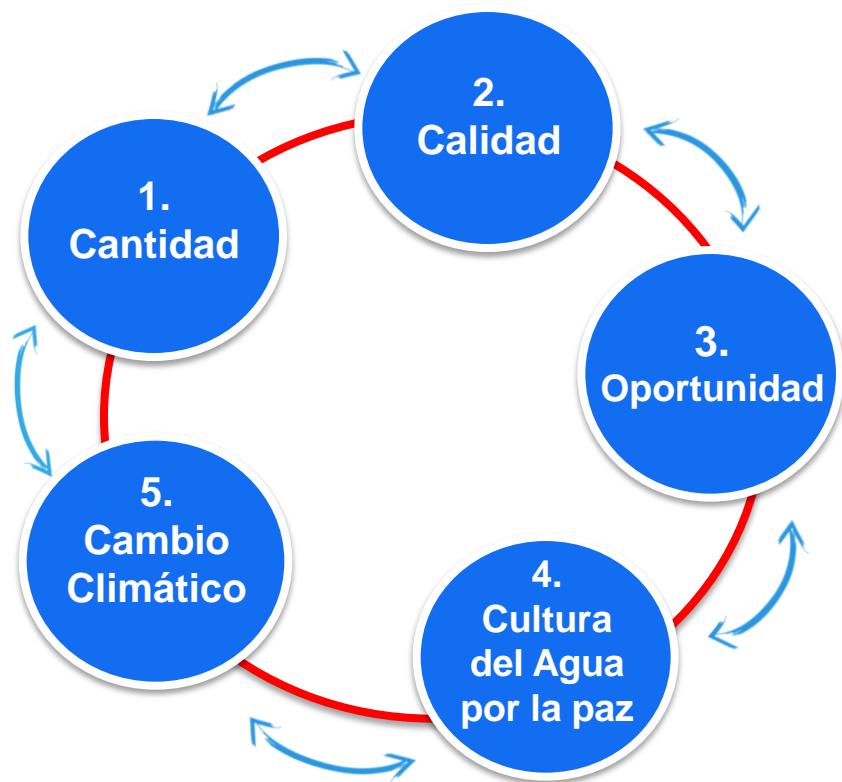 1.
Cantidad
2.
Calidad
3.
Oportunidad
4.
Cultura
del Agua
por la paz
5.
Cambio
Climático